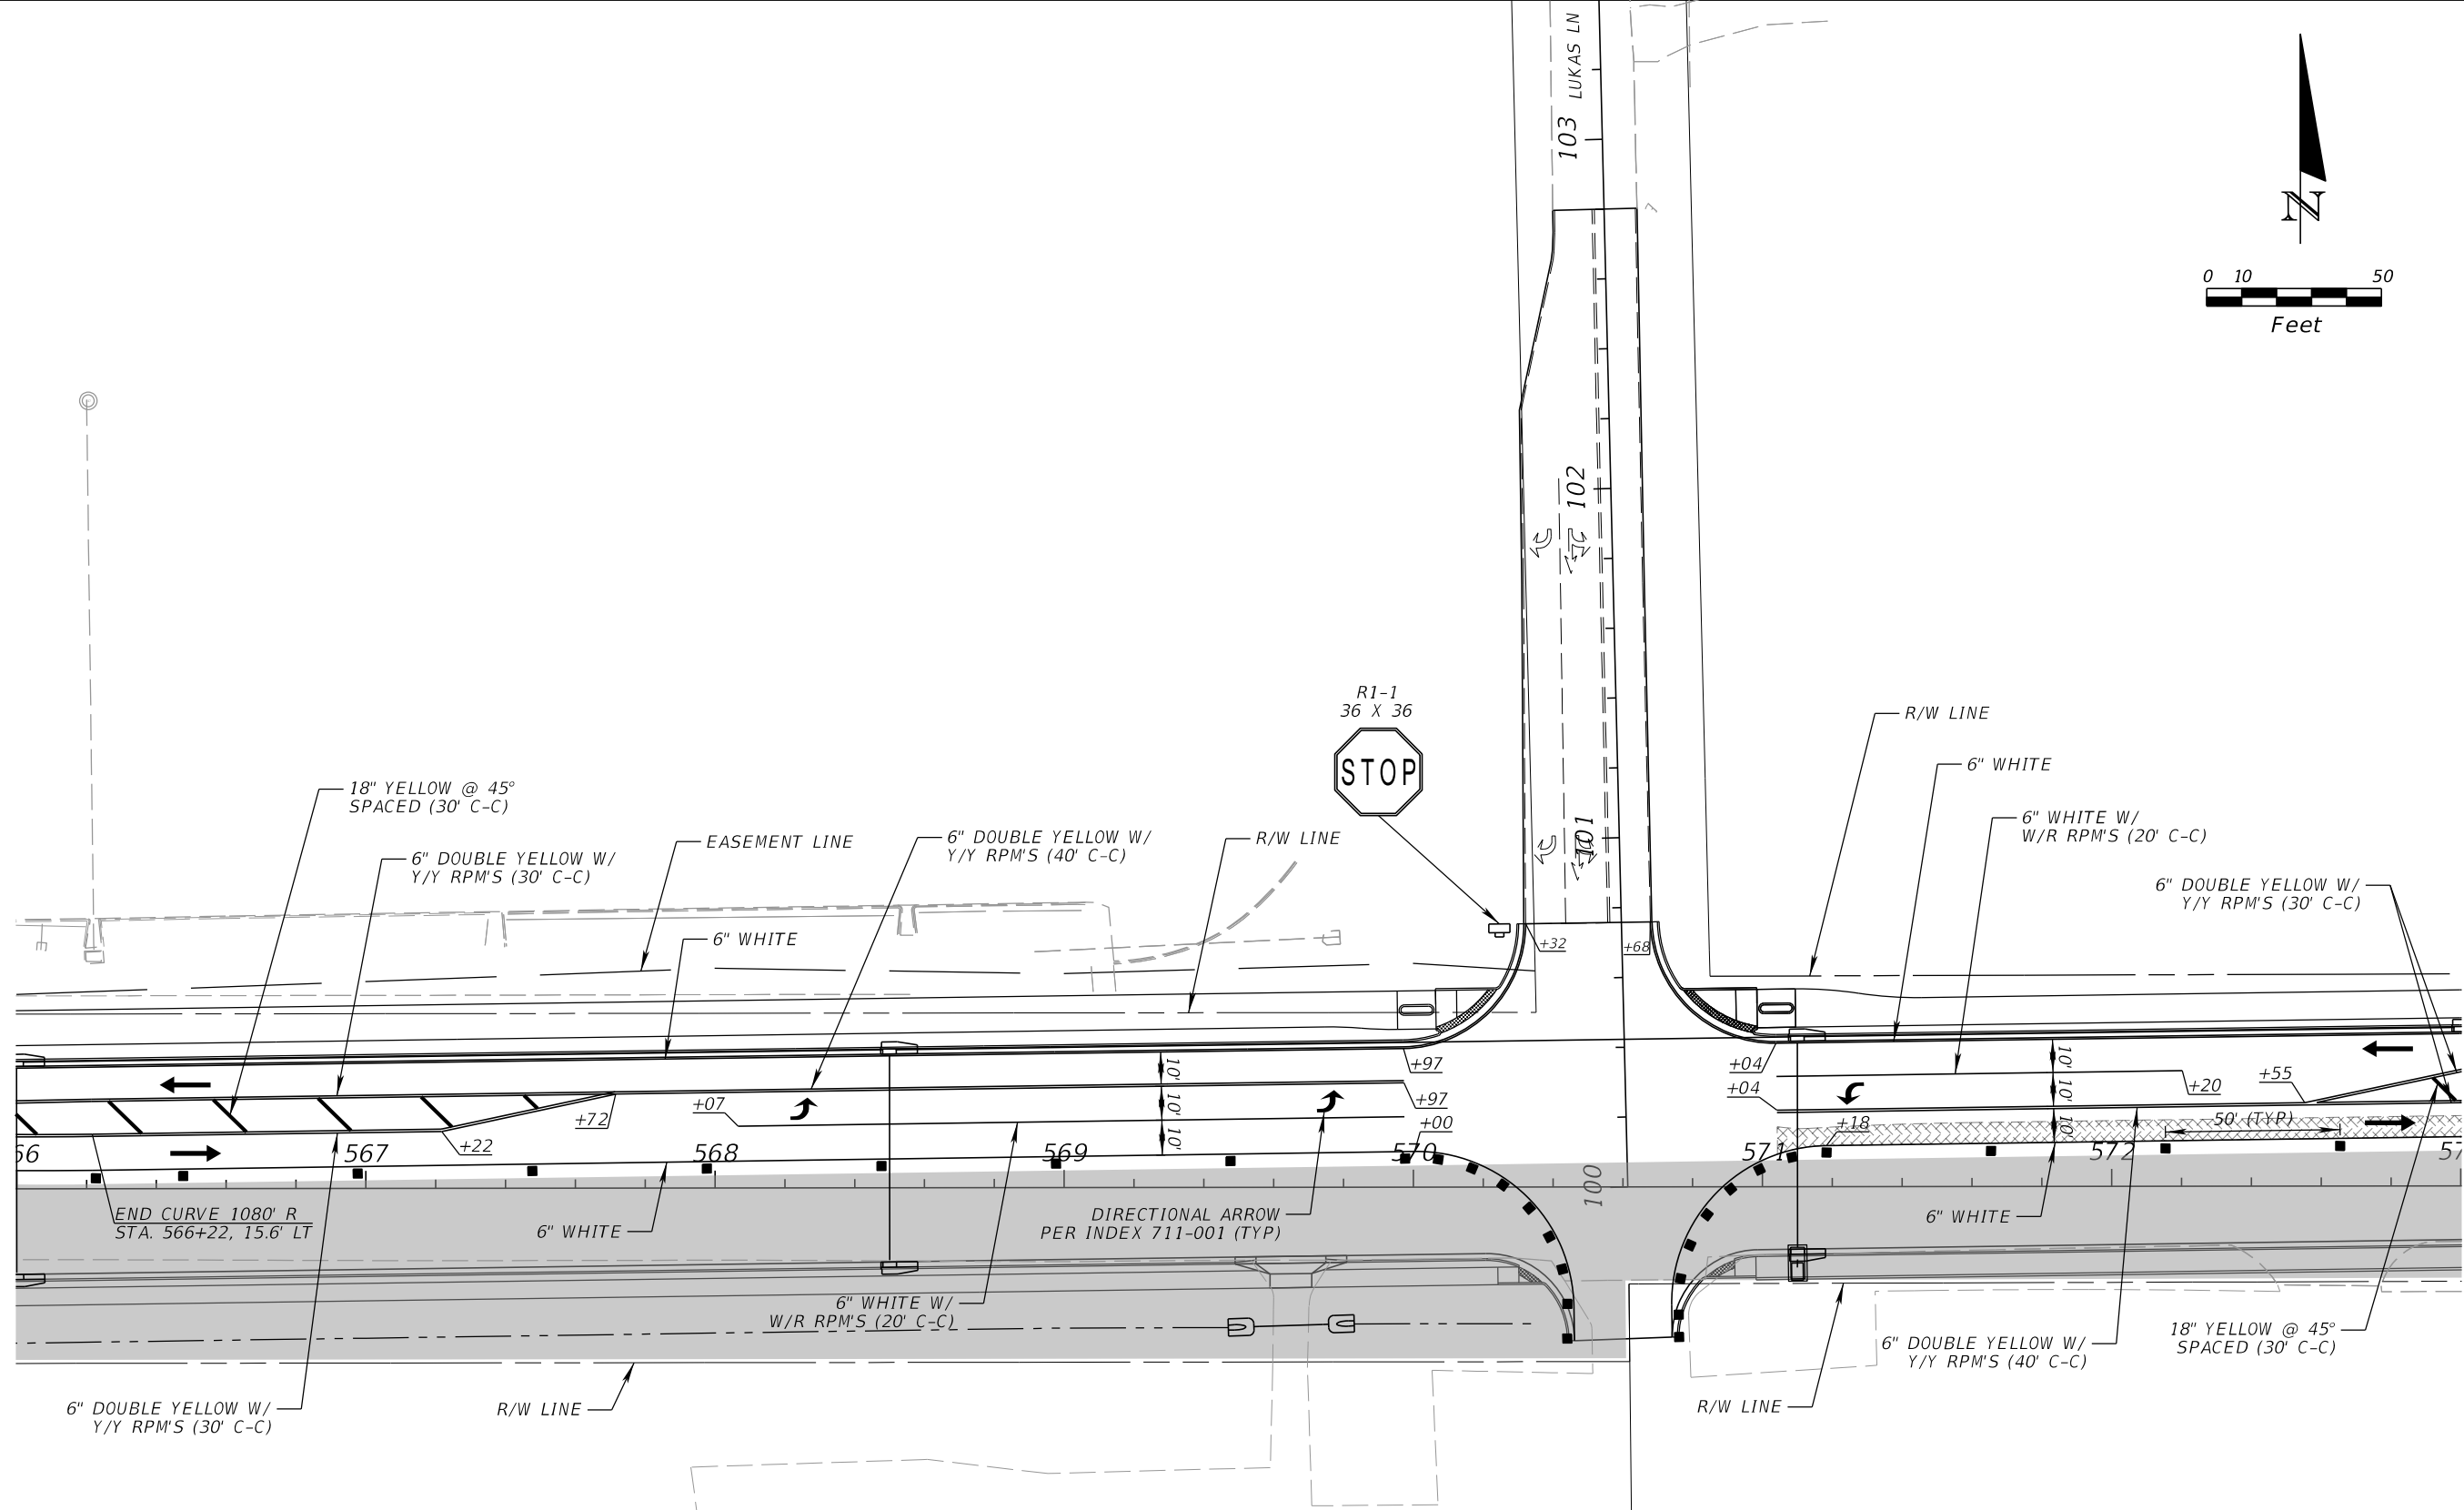 LUKAS LN
103
102
101
100
N
0 10 50
Feet
R1-1
36 X 36
STOP
R/W LINE
6" WHITE
6" WHITE W/
W/R RPM'S (20' C-C)
6" DOUBLE YELLOW W/
Y/Y RPM'S (30' C-C)
18" YELLOW @ 45°
SPACED (30' C-C)
6" DOUBLE YELLOW W/
Y/Y RPM'S (30' C-C)
EASEMENT LINE
6" DOUBLE YELLOW W/
Y/Y RPM'S (40' C-C)
R/W LINE
6" WHITE
+32
+68
+97
+97
+00
+04
+04
+20
+55
+18
50' (TYP)
10'
10'
10'
10'
10'
10'
+07
+72
+22
66
567
568
569
570
571
572
57
END CURVE 1080' R
STA. 566+22, 15.6' LT
6" WHITE
DIRECTIONAL ARROW
PER INDEX 711-001 (TYP)
6" WHITE
6" WHITE W/
W/R RPM'S (20' C-C)
6" DOUBLE YELLOW W/
Y/Y RPM'S (40' C-C)
18" YELLOW @ 45°
SPACED (30' C-C)
6" DOUBLE YELLOW W/
Y/Y RPM'S (30' C-C)
R/W LINE
R/W LINE